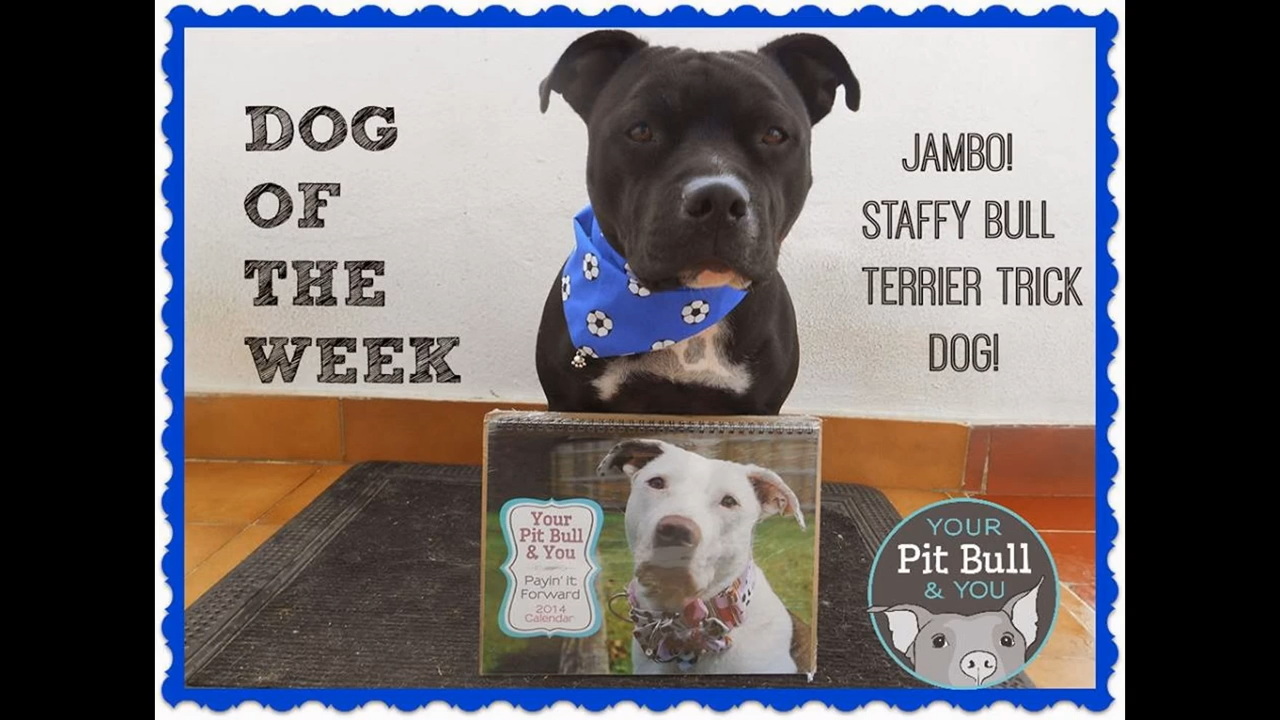 DOG
OF
THE
WEEK
JAMBO!
STAFFY BULL
TERRIER TRICK
DOG!
Your
Pit Bull
& You
Payin' it
Forward
2014
Calendar
YOUR
Pit Bull
& YOU